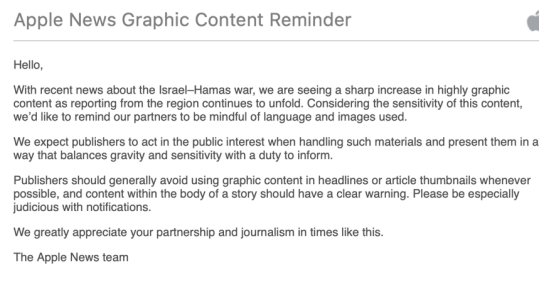 Apple News Graphic Content Reminder
Hello,
With recent news about the Israel–Hamas war, we are seeing a sharp increase in highly graphic
content as reporting from the region continues to unfold. Considering the sensitivity of this content,
we'd like to remind our partners to be mindful of language and images used.
We expect publishers to act in the public interest when handling such materials and present them in a
way that balances gravity and sensitivity with a duty to inform.
Publishers should generally avoid using graphic content in headlines or article thumbnails whenever
possible, and content within the body of a story should have a clear warning. Please be especially
judicious with notifications.
We greatly appreciate your partnership and journalism in times like this.
The Apple News team